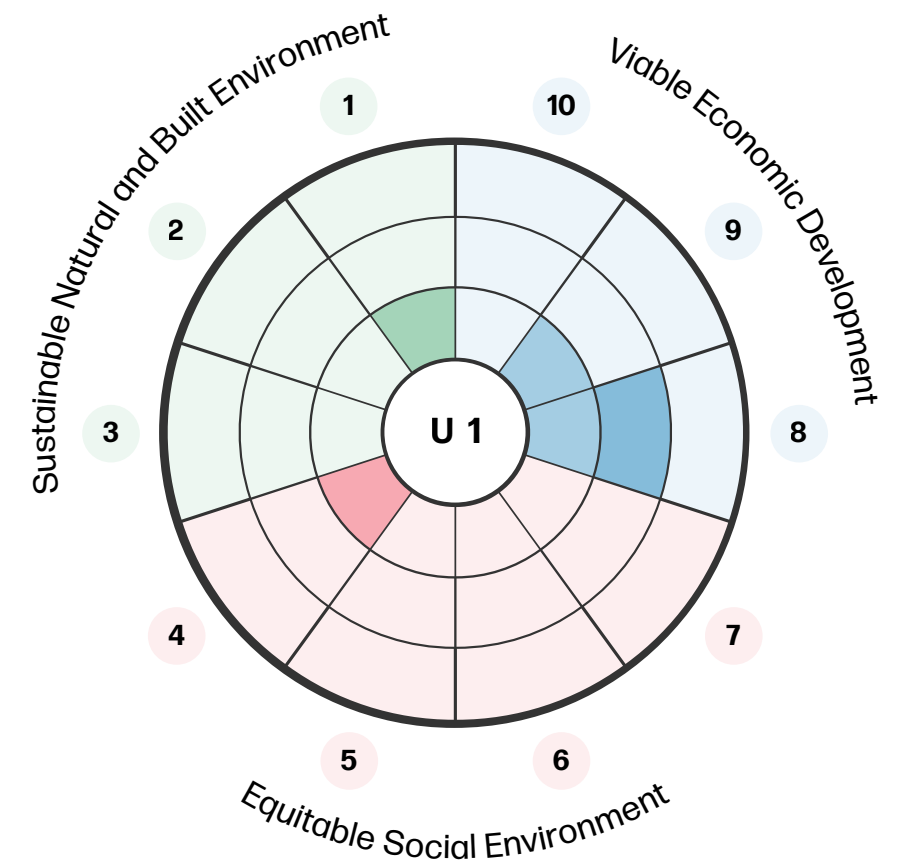 Sustainable Natural and Built Environment
Viable Economic Development
1
10
2
9
3
U 1
8
4
7
5
6
Equitable Social Environment